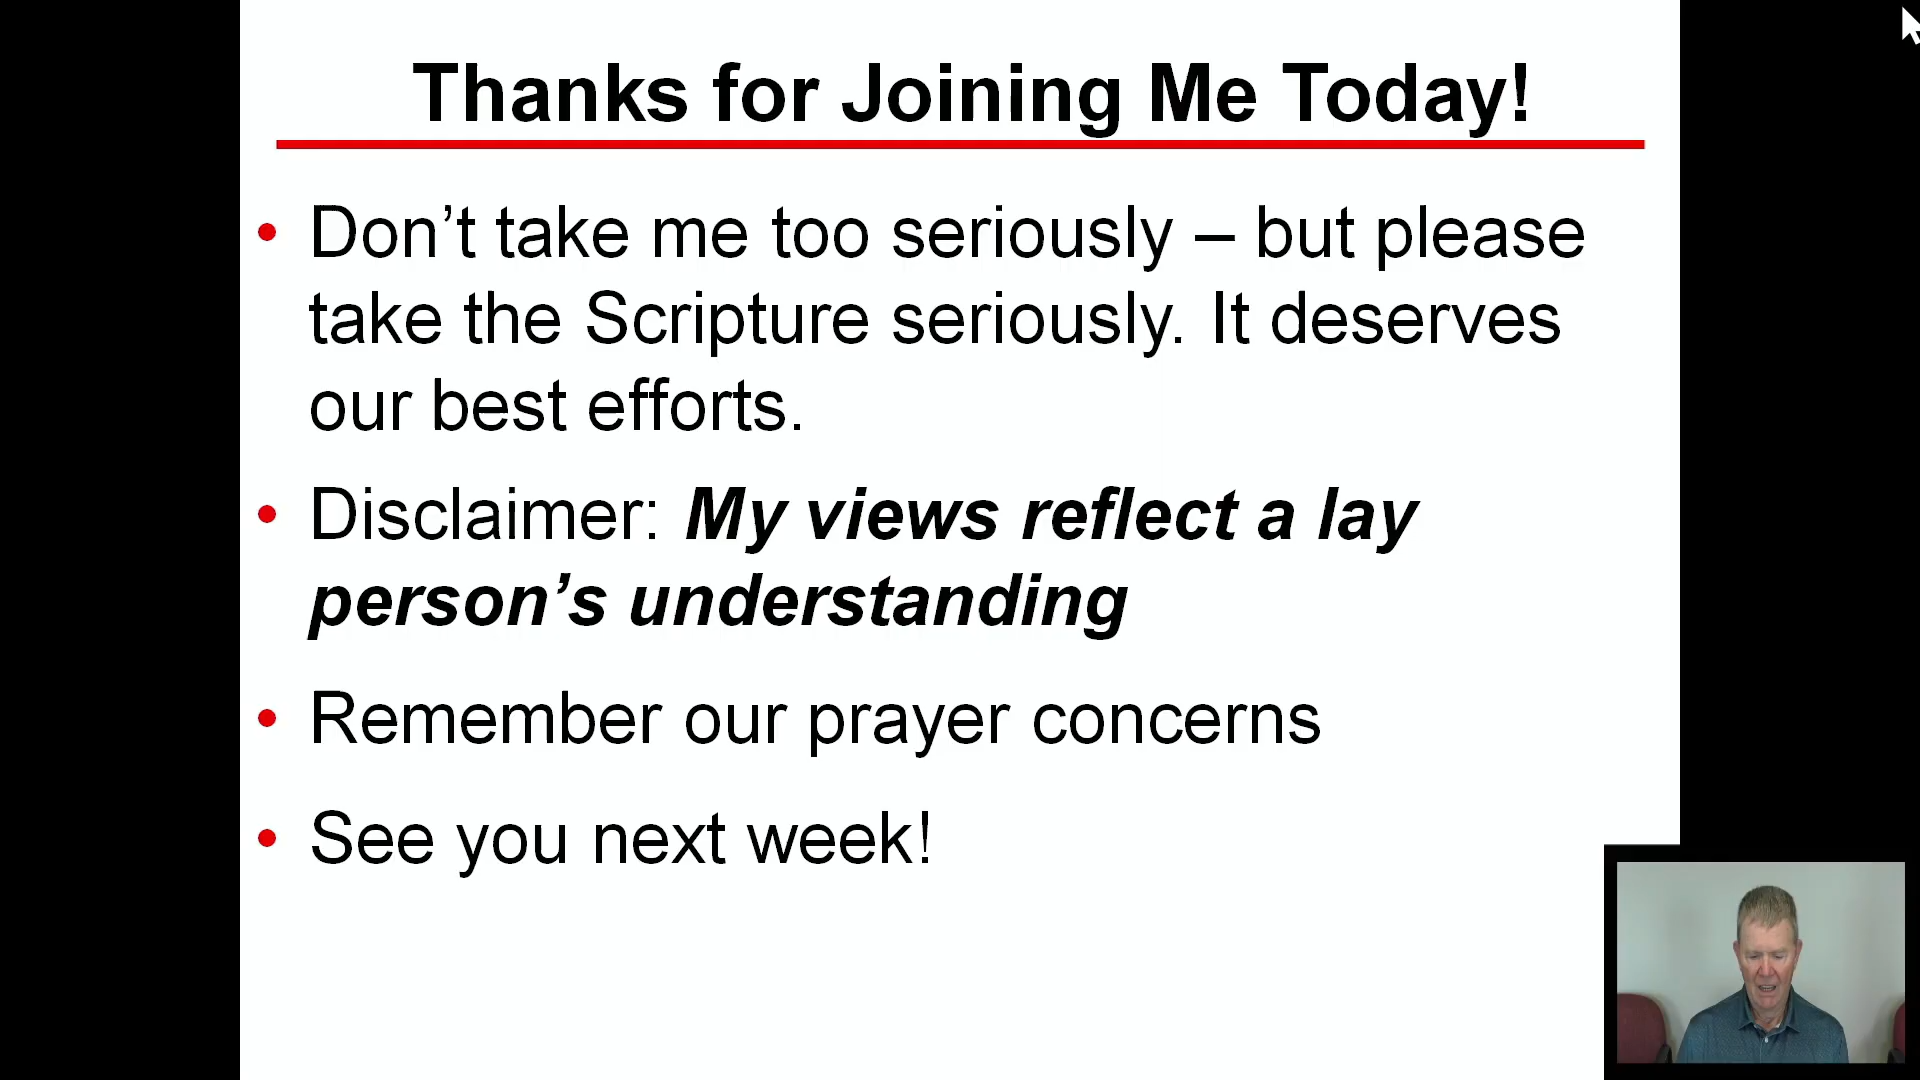 Thanks for Joining Me Today!
• Don’t take me too seriously – but please
take the Scripture seriously. It deserves
our best efforts.
• Disclaimer: My views reflect a lay
person’s understanding
• Remember our prayer concerns
• See you next week!